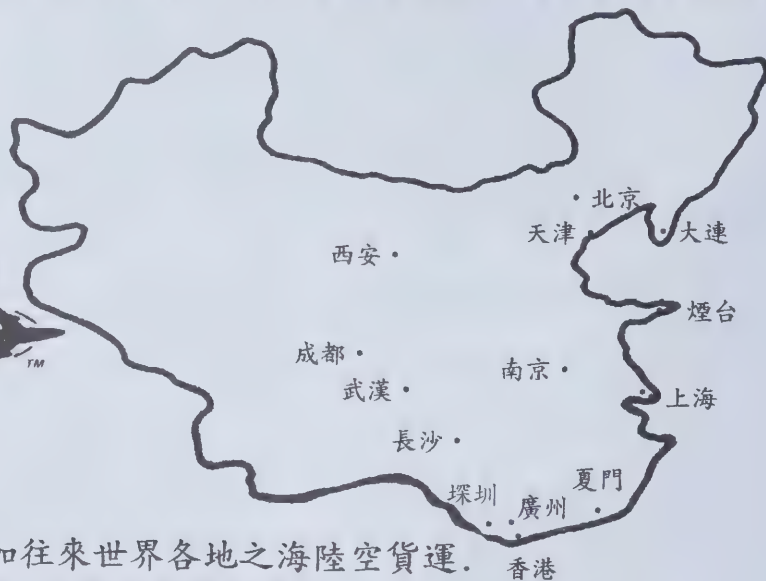 北京
天津
大連
西安
煙台
TM
成都
南京
武漢
上海
長沙
夏門
深圳
廣州
香港
往來世界各地之海陸空貨運.